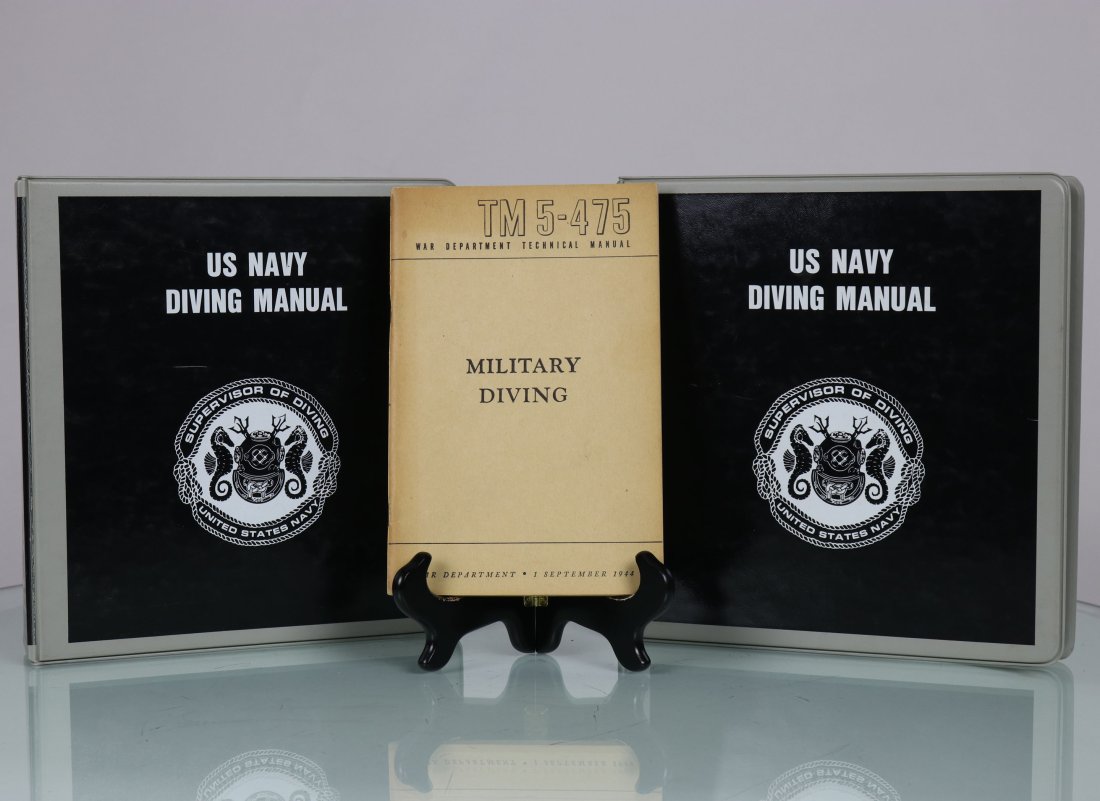 US NAVY
DIVING MANUAL
SUPERVISOR OF DIVING
UNITED STATES NAVY
TM 5-475
WAR DEPARTMENT TECHNICAL MANUAL
MILITARY
DIVING
WAR DEPARTMENT • 1 SEPTEMBER 1944
US NAVY
DIVING MANUAL
SUPERVISOR OF DIVING
UNITED STATES NAVY